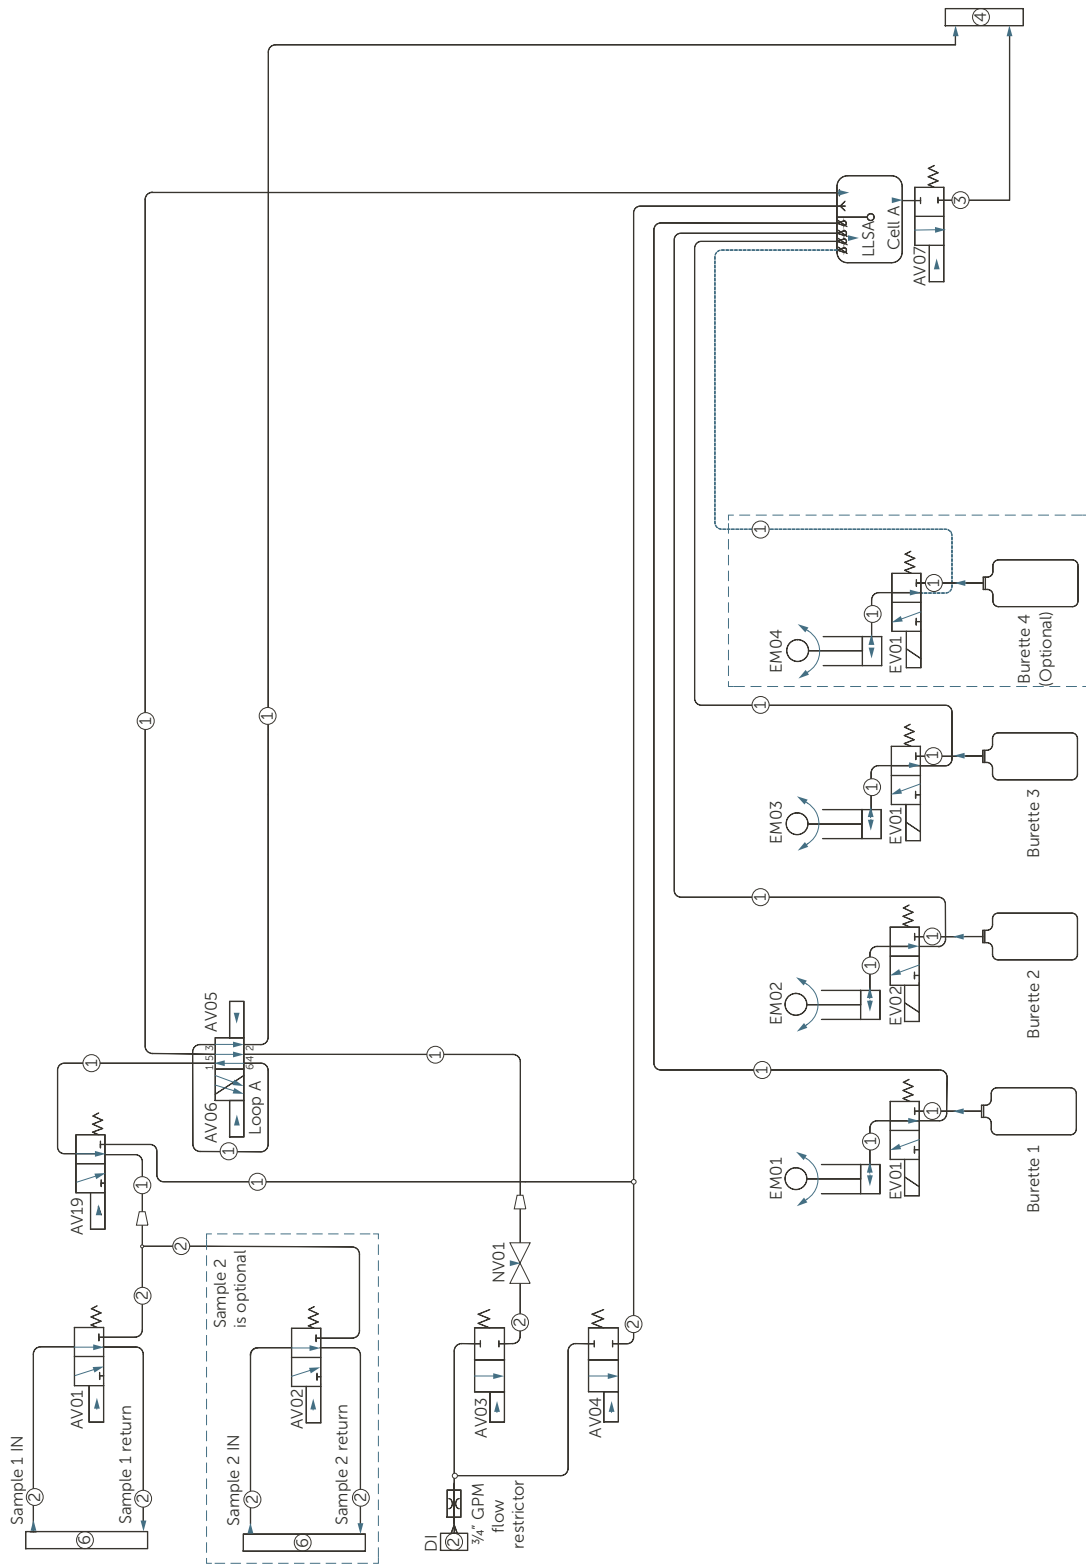 Sample 1 IN
2
6
Sample 1 return
2
AV01
2
1
AV19
1
Sample 2
is optional
2
Sample 2 IN
2
6
Sample 2 return
2
AV02
1
AV06
AV05
1 5 3
6 4 2
Loop A
1
1
1
1
DI
2
¾" GPM
flow
restrictor
AV03
2
NV01
1
AV04
2
EM01
1
EV01
1
1
Burette 1
EM02
1
EV02
1
1
Burette 2
EM03
1
EV01
1
1
Burette 3
EM04
1
EV01
1
1
Burette 4
(Optional)
LLSA
Cell A
AV07
3
4